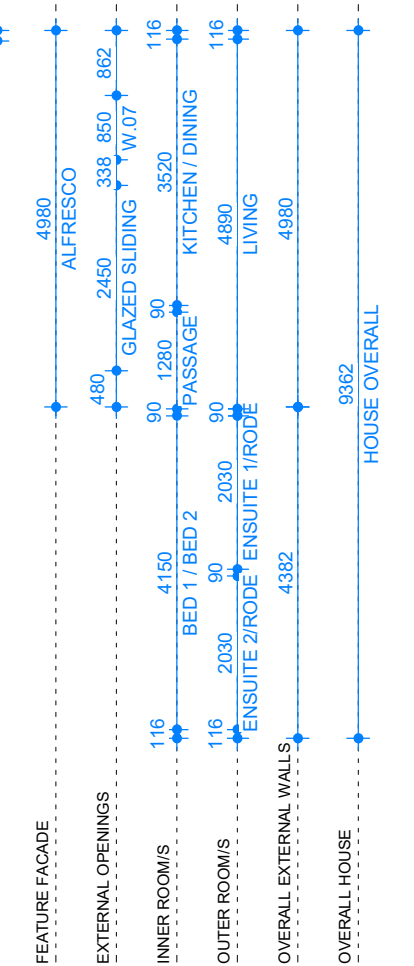 FEATURE FACADE
4980
ALFRESCO
EXTERNAL OPENINGS
480
2450
338
850
862
GLAZED SLIDING
W.07
INNER ROOM/S
116
4150
90
1280
90
3520
116
BED 1 / BED 2
PASSAGE
KITCHEN / DINING
OUTER ROOM/S
116
2030
90
2030
90
4890
116
ENSUITE 2/RODE
ENSUITE 1/RODE
LIVING
OVERALL EXTERNAL WALLS
4382
4980
OVERALL HOUSE
9362
HOUSE OVERALL